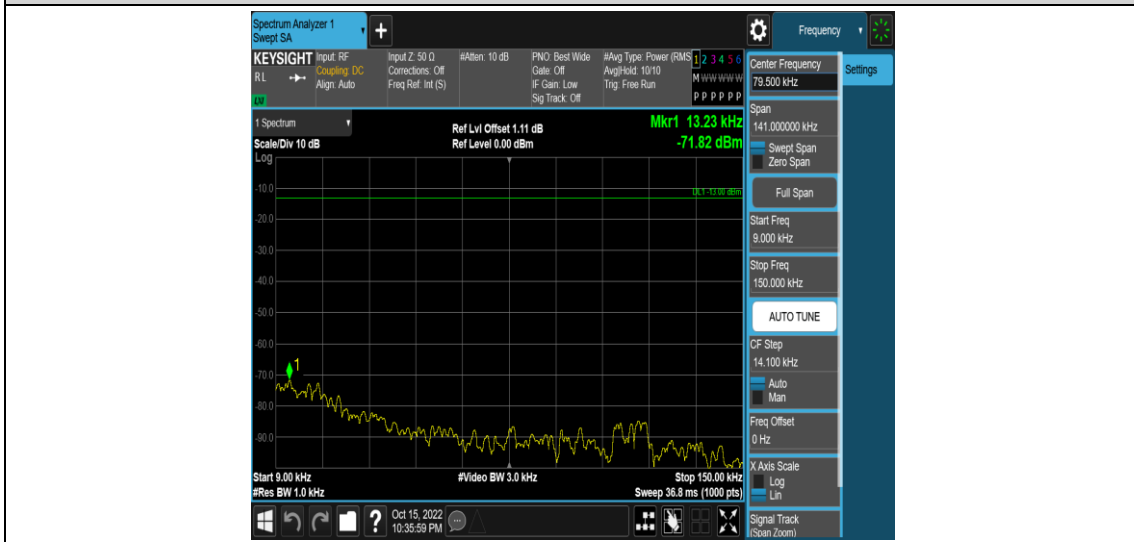 Spectrum Analyzer 1
Swept SA
+
Frequency
KEYSIGHT
RL
LXI
Input: RF
Coupling: DC
Align: Auto
Input Z: 50 Ω
Corrections: Off
Freq Ref: Int (S)
#Atten: 10 dB
PNO: Best Wide
Gate: Off
IF Gain: Low
Sig Track: Off
#Avg Type: Power (RMS
Avg|Hold: 10/10
Trig: Free Run
1 2 3 4 5 6
M W W W W W
P P P P P P
Center Frequency
79.500 kHz
Settings
1 Spectrum
Scale/Div 10 dB
Log
Ref Lvl Offset 1.11 dB
Ref Level 0.00 dBm
Mkr1 13.23 kHz
-71.82 dBm
DL1 -13.00 dBm
-10.0
-20.0
-30.0
-40.0
-50.0
-60.0
-70.0
-80.0
-90.0
1
Start 9.00 kHz
#Res BW 1.0 kHz
#Video BW 3.0 kHz
Stop 150.00 kHz
Sweep 36.8 ms (1000 pts)
Span
141.000000 kHz
Swept Span
Zero Span
Full Span
Start Freq
9.000 kHz
Stop Freq
150.000 kHz
AUTO TUNE
CF Step
14.100 kHz
Auto
Man
Freq Offset
0 Hz
X Axis Scale
Log
Lin
Signal Track
(Span Zoom)
?
Oct 15, 2022
10:35:59 PM